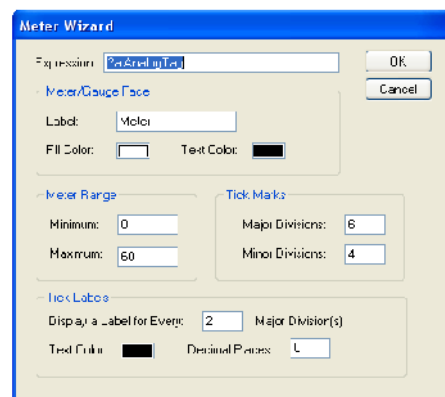 Meter Wizard
Expression: ?aiAnalogTag OK
Cancel
Meter/Gauge Face
Label: Meter
Fill Color: Text Color:
Meter Range
Minimum: 0
Maximum: 60
Tick Marks
Major Divisions: 6
Minor Divisions: 4
Tick Labels
Display a Label for Every: 2 Major Division(s)
Text Color: Decimal Places: